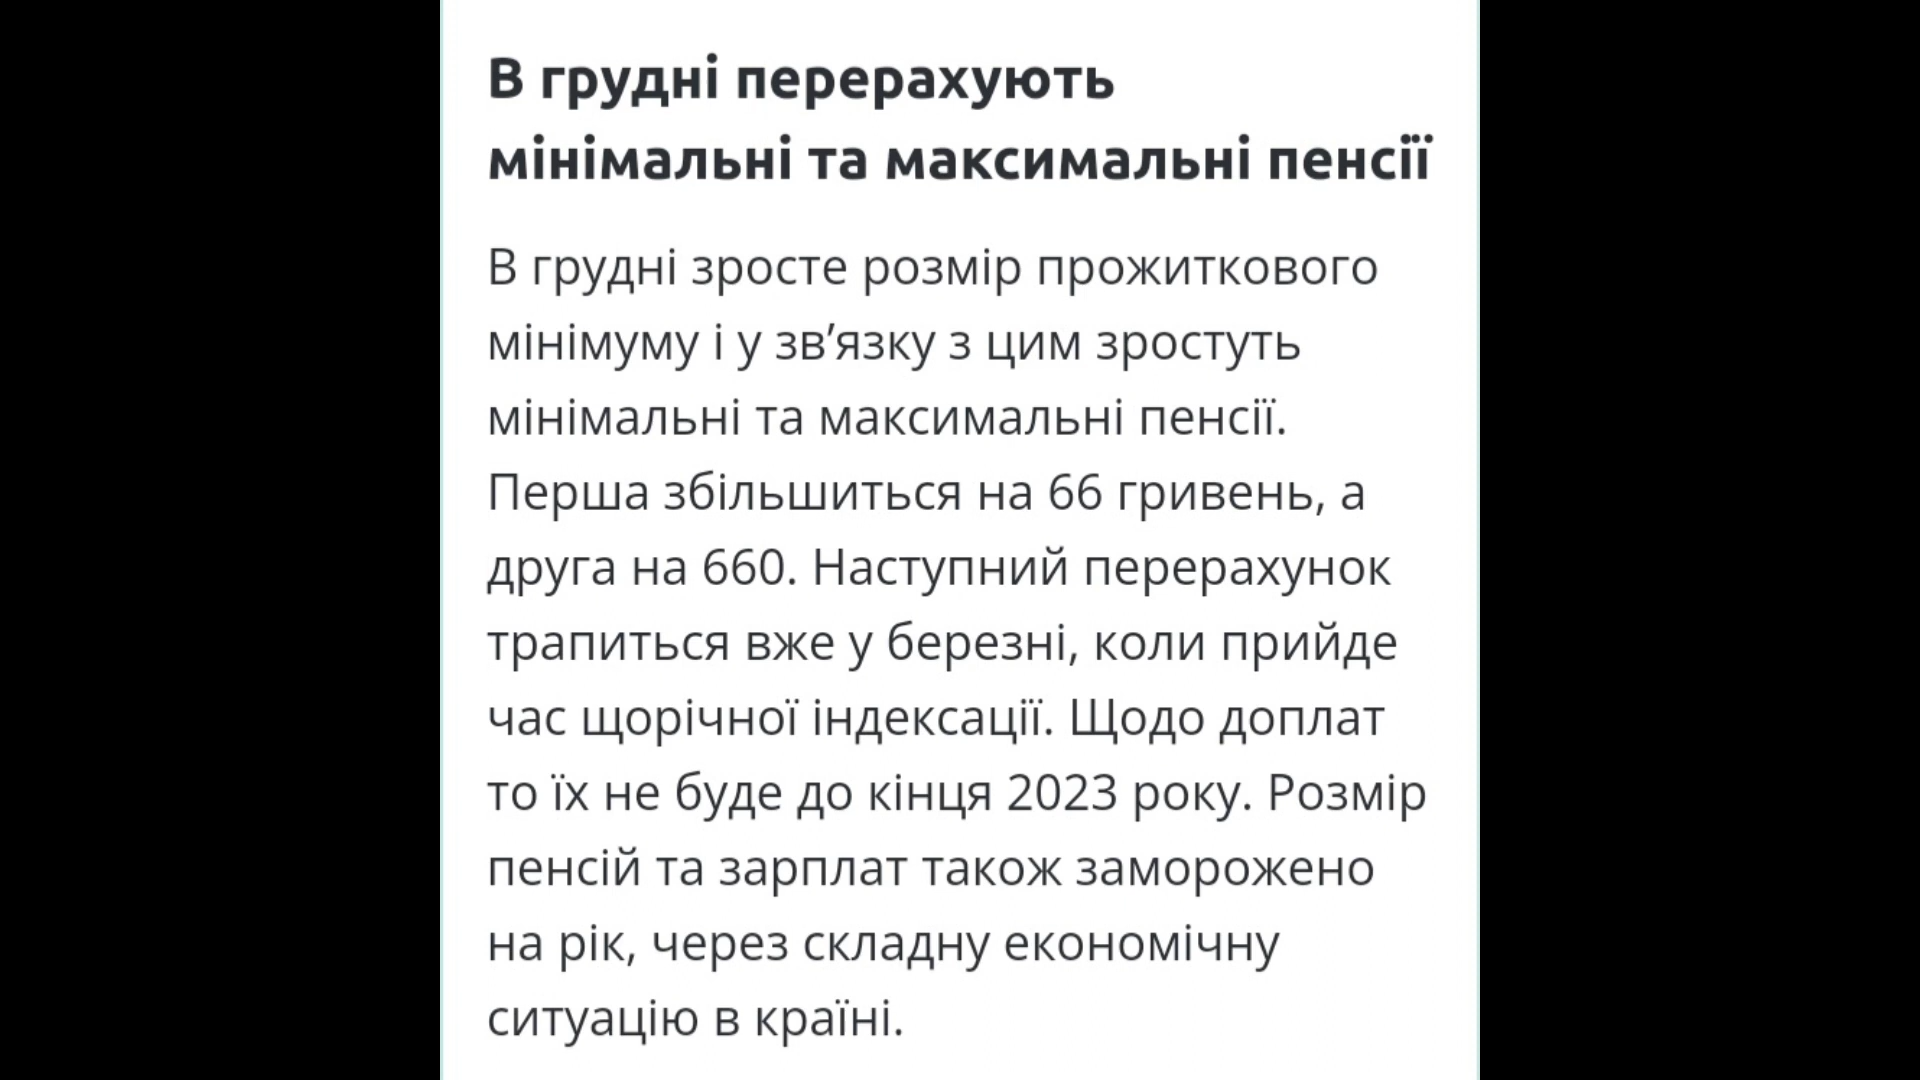 В грудні перерахують
мінімальні та максимальні пенсії
В грудні зросте розмір прожиткового
мінімуму і у зв’язку з цим зростуть
мінімальні та максимальні пенсії.
Перша збільшиться на 66 гривень, а
друга на 660. Наступний перерахунок
трапиться вже у березні, коли прийде
час щорічної індексації. Щодо доплат
то їх не буде до кінця 2023 року. Розмір
пенсій та зарплат також заморожено
на рік, через складну економічну
ситуацію в країні.